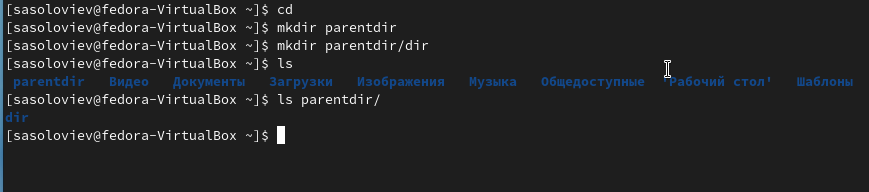 [sasoloviev@fedora-VirtualBox ~]$ cd
[sasoloviev@fedora-VirtualBox ~]$ mkdir parentdir
[sasoloviev@fedora-VirtualBox ~]$ mkdir parentdir/dir
[sasoloviev@fedora-VirtualBox ~]$ ls
parentdir Видео Документы Загрузки Изображения Музыка Общедоступные 'Рабочий стол' Шаблоны
[sasoloviev@fedora-VirtualBox ~]$ ls parentdir/
dir
[sasoloviev@fedora-VirtualBox ~]$